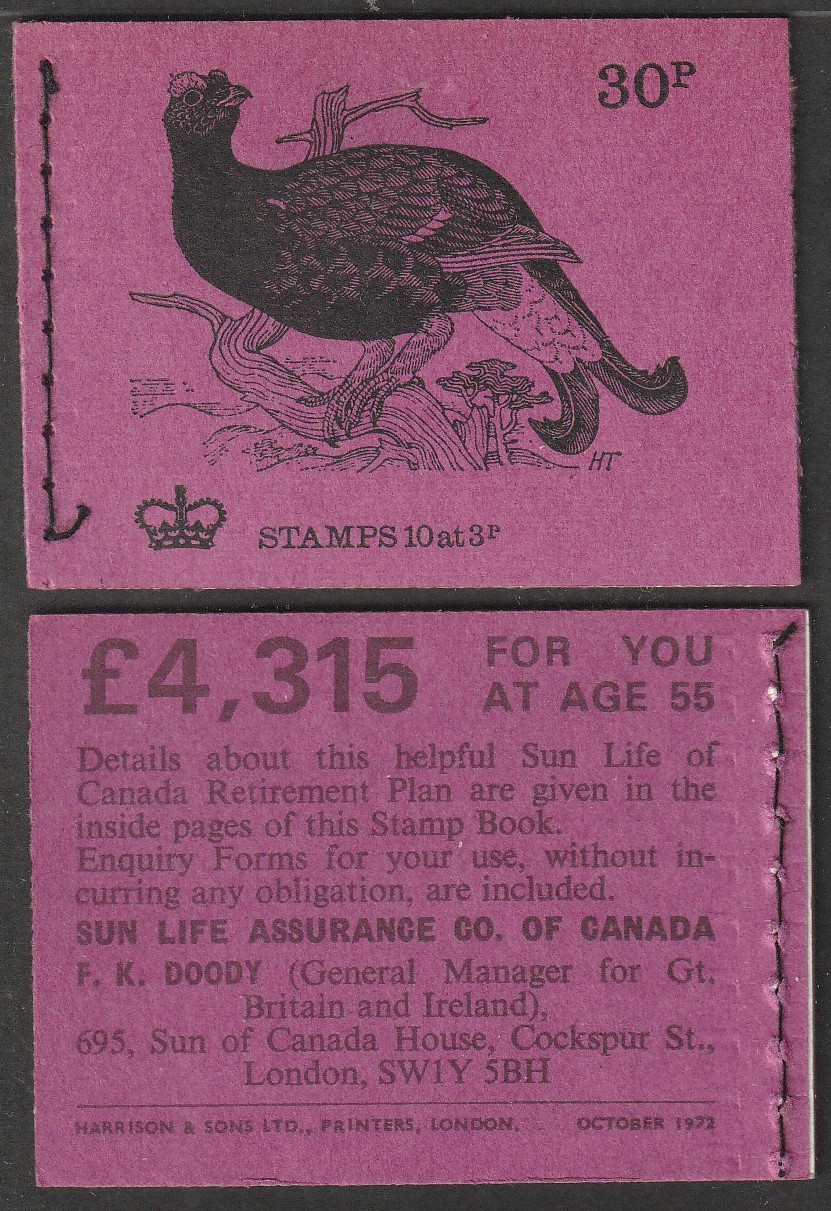 30P
HT
STAMPS 10 at 3P
£4,315 FOR YOU
AT AGE 55
Details about this helpful Sun Life of
Canada Retirement Plan are given in the
inside pages of this Stamp Book.
Enquiry Forms for your use, without in-
curring any obligation, are included.
SUN LIFE ASSURANCE CO. OF CANADA
F. K. DOODY (General Manager for Gt.
Britain and Ireland),
695, Sun of Canada House, Cockspur St.,
London, SW1Y 5BH
HARRISON & SONS LTD., PRINTERS, LONDON. OCTOBER 1972